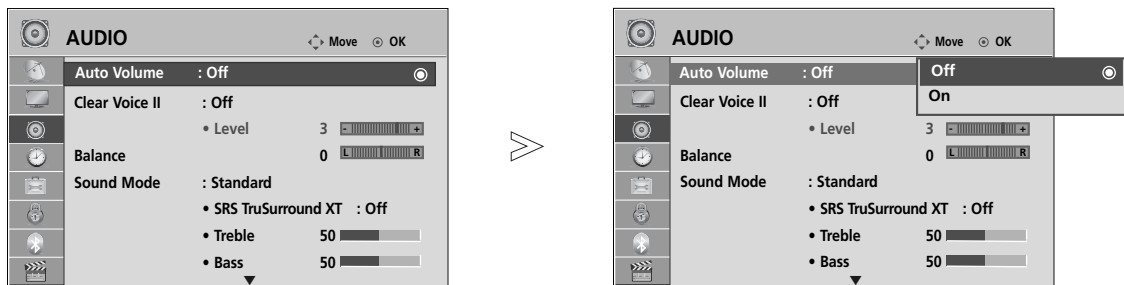 AUDIO
Move OK
Auto Volume : Off
Clear Voice II : Off
• Level 3 - +
Balance 0 L R
Sound Mode : Standard
• SRS TruSurround XT : Off
• Treble 50
• Bass 50
AUDIO
Move OK
Auto Volume : Off
Off
On
Clear Voice II : Off
• Level 3 - +
Balance 0 L R
Sound Mode : Standard
• SRS TruSurround XT : Off
• Treble 50
• Bass 50